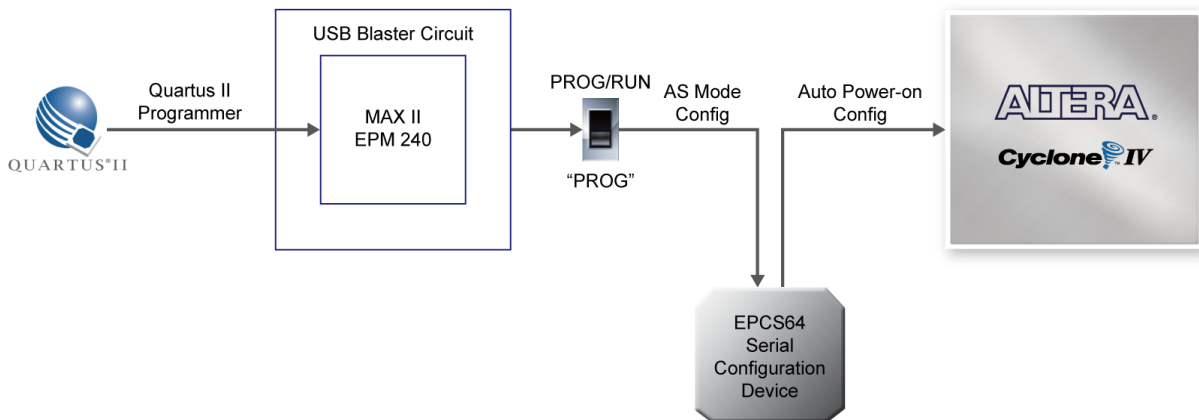 USB Blaster Circuit
MAX II
EPM 240
Quartus II
Programmer
QUARTUS®II
PROG/RUN
“PROG”
AS Mode
Config
Auto Power-on
Config
ALTERA®
Cyclone™ IV
EPCS64
Serial
Configuration
Device